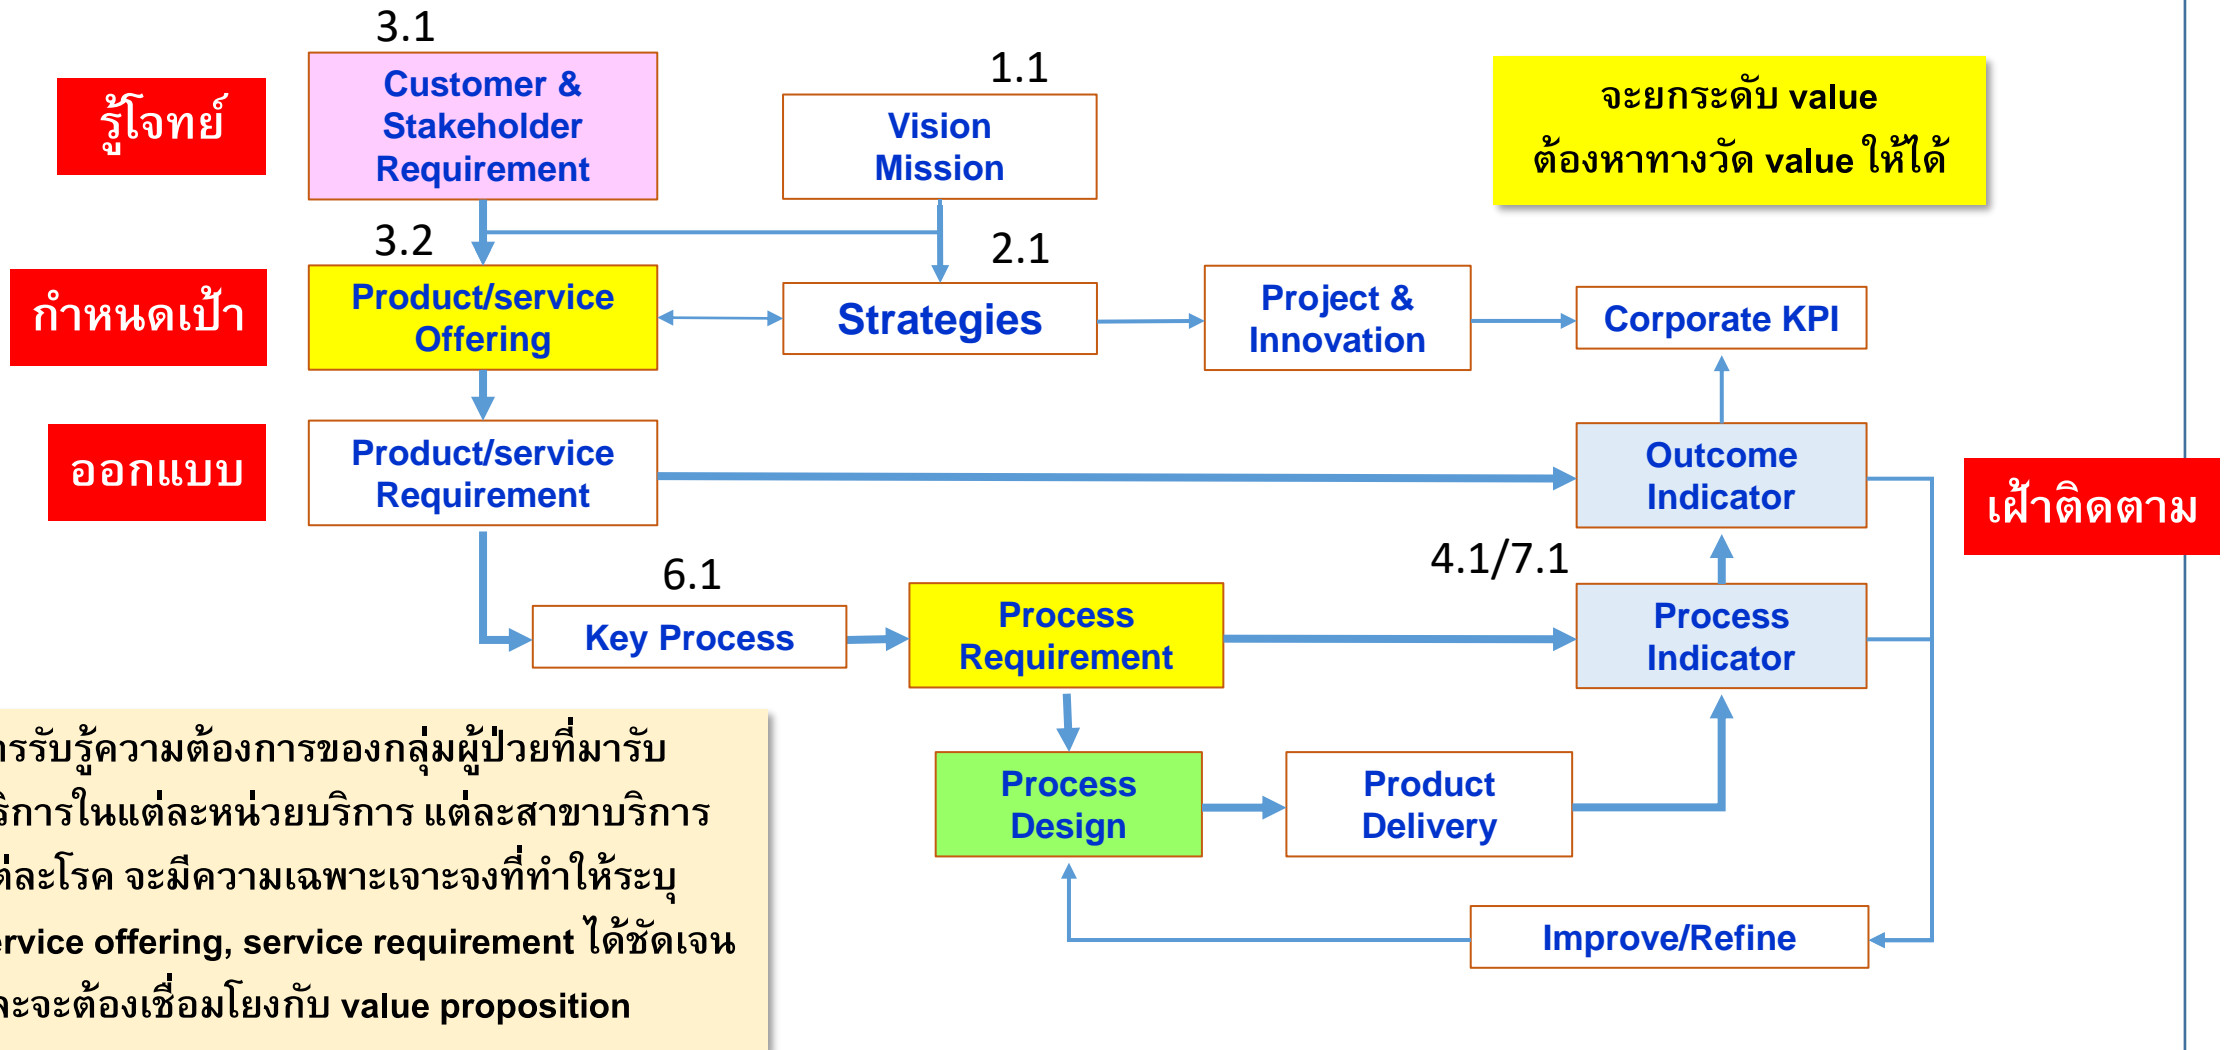 3.1
รู้โจทย์
Customer &
Stakeholder
Requirement
1.1
Vision
Mission
จะยกระดับ value
ต้องหาทางวัด value ให้ได้
3.2
2.1
กำหนดเป้า
Product/service
Offering
Strategies
Project &
Innovation
Corporate KPI
ออกแบบ
Product/service
Requirement
Outcome
Indicator
เฝ้าติดตาม
6.1
4.1/7.1
Key Process
Process
Requirement
Process
Indicator
Process
Design
Product
Delivery
Improve/Refine
ารรับรู้ความต้องการของกลุ่มผู้ป่วยที่มารับ
ริการในแต่ละหน่วยบริการ แต่ละสาขาบริการ
ต่ละโรค จะมีความเฉพาะเจาะจงที่ทำให้ระบุ
ervice offering, service requirement ได้ชัดเจน
ละจะต้องเชื่อมโยงกับ value proposition